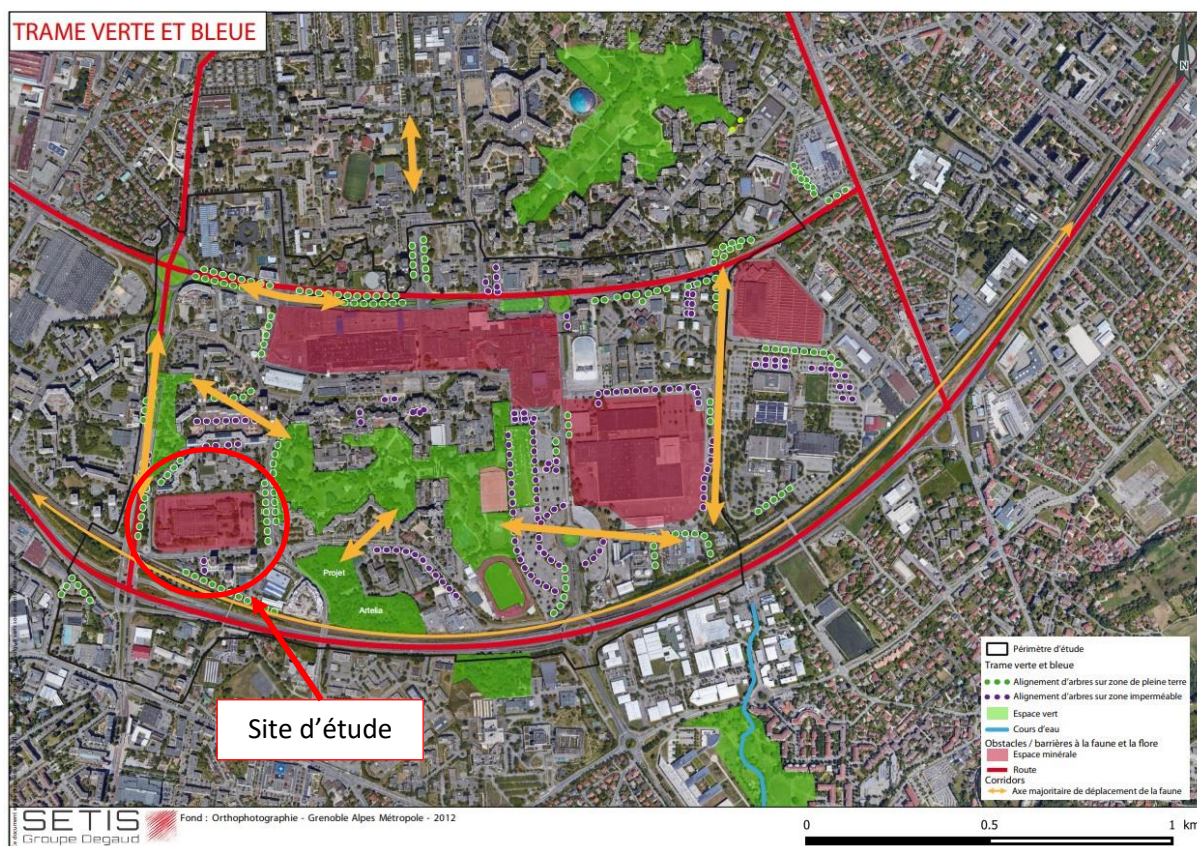 TRAME VERTE ET BLEUE
N
Projet
Artelia
Site d'étude
Périmètre d'étude
Trame verte et bleue
Alignement d'arbres sur zone de pleine terre
Alignement d'arbres sur zone imperméable
Espace vert
Cours d'eau
Obstacles / barrières à la faune et la flore
Espace minérale
Route
Corridors
Axe majoritaire de déplacement de la faune
SETIS
Groupe Degaud
Fond : Orthophotographie - Grenoble Alpes Métropole - 2012
0 0.5 1 km